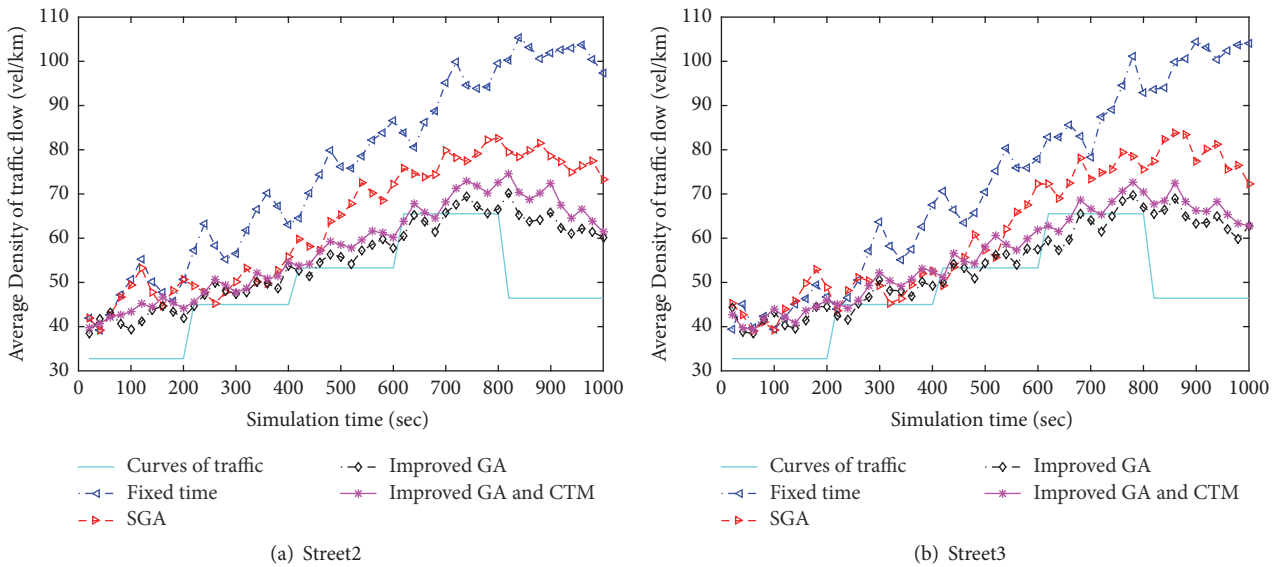 Average Density of traffic flow (vel/km)
110
100
90
80
70
60
50
40
30
0 100 200 300 400 500 600 700 800 900 1000
Simulation time (sec)
Curves of traffic
Fixed time
SGA
Improved GA
Improved GA and CTM
(a) Street2
Average Density of traffic flow (vel/km)
110
100
90
80
70
60
50
40
30
0 100 200 300 400 500 600 700 800 900 1000
Simulation time (sec)
Curves of traffic
Fixed time
SGA
Improved GA
Improved GA and CTM
(b) Street3